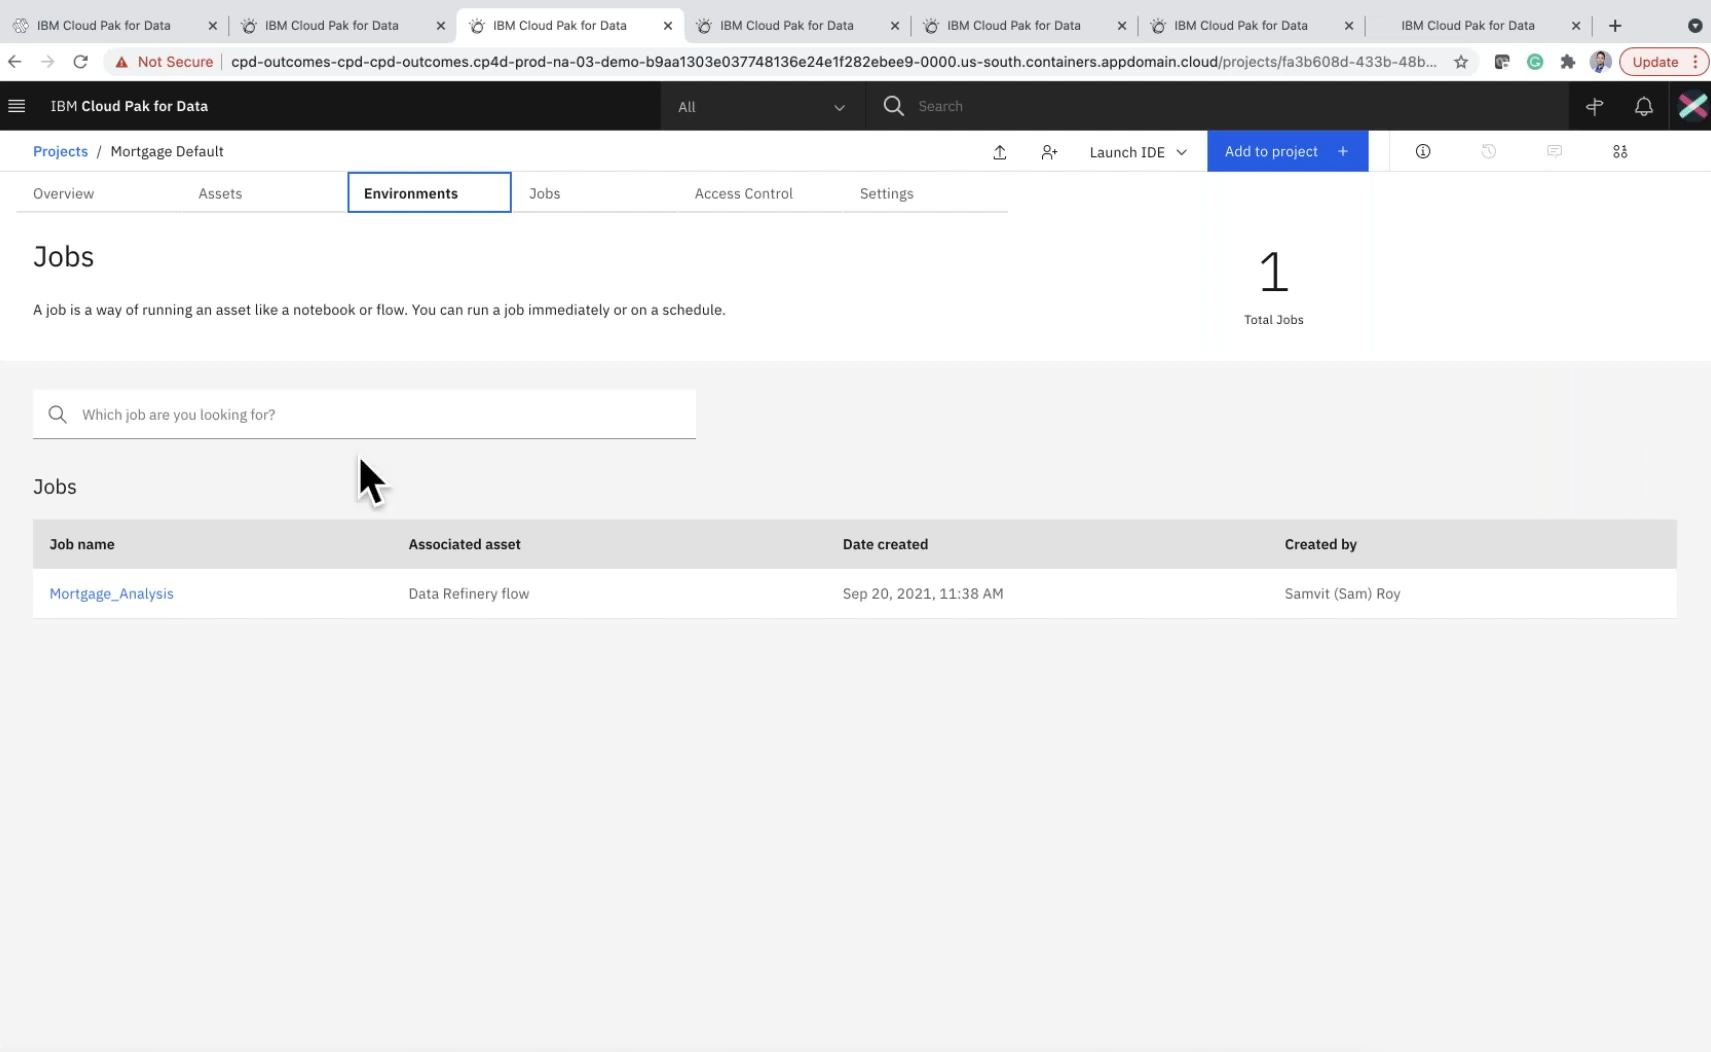 IBM Cloud Pak for Data
IBM Cloud Pak for Data
IBM Cloud Pak for Data
IBM Cloud Pak for Data
IBM Cloud Pak for Data
IBM Cloud Pak for Data
IBM Cloud Pak for Data
Not Secure cpd-outcomes-cpd-cpd-outcomes.cp4d-prod-na-03-demo-b9aa1303e037748136e24e1f282ebee9-0000.us-south.containers.appdomain.cloud/projects/fa3b608d-433b-48b... Update
IBM Cloud Pak for Data All Search
Projects / Mortgage Default Launch IDE Add to project +
Overview Assets Environments Jobs Access Control Settings
Jobs
A job is a way of running an asset like a notebook or flow. You can run a job immediately or on a schedule.
1
Total Jobs
Which job are you looking for?
Jobs
Job name Associated asset Date created Created by
Mortgage_Analysis Data Refinery flow Sep 20, 2021, 11:38 AM Samvit (Sam) Roy